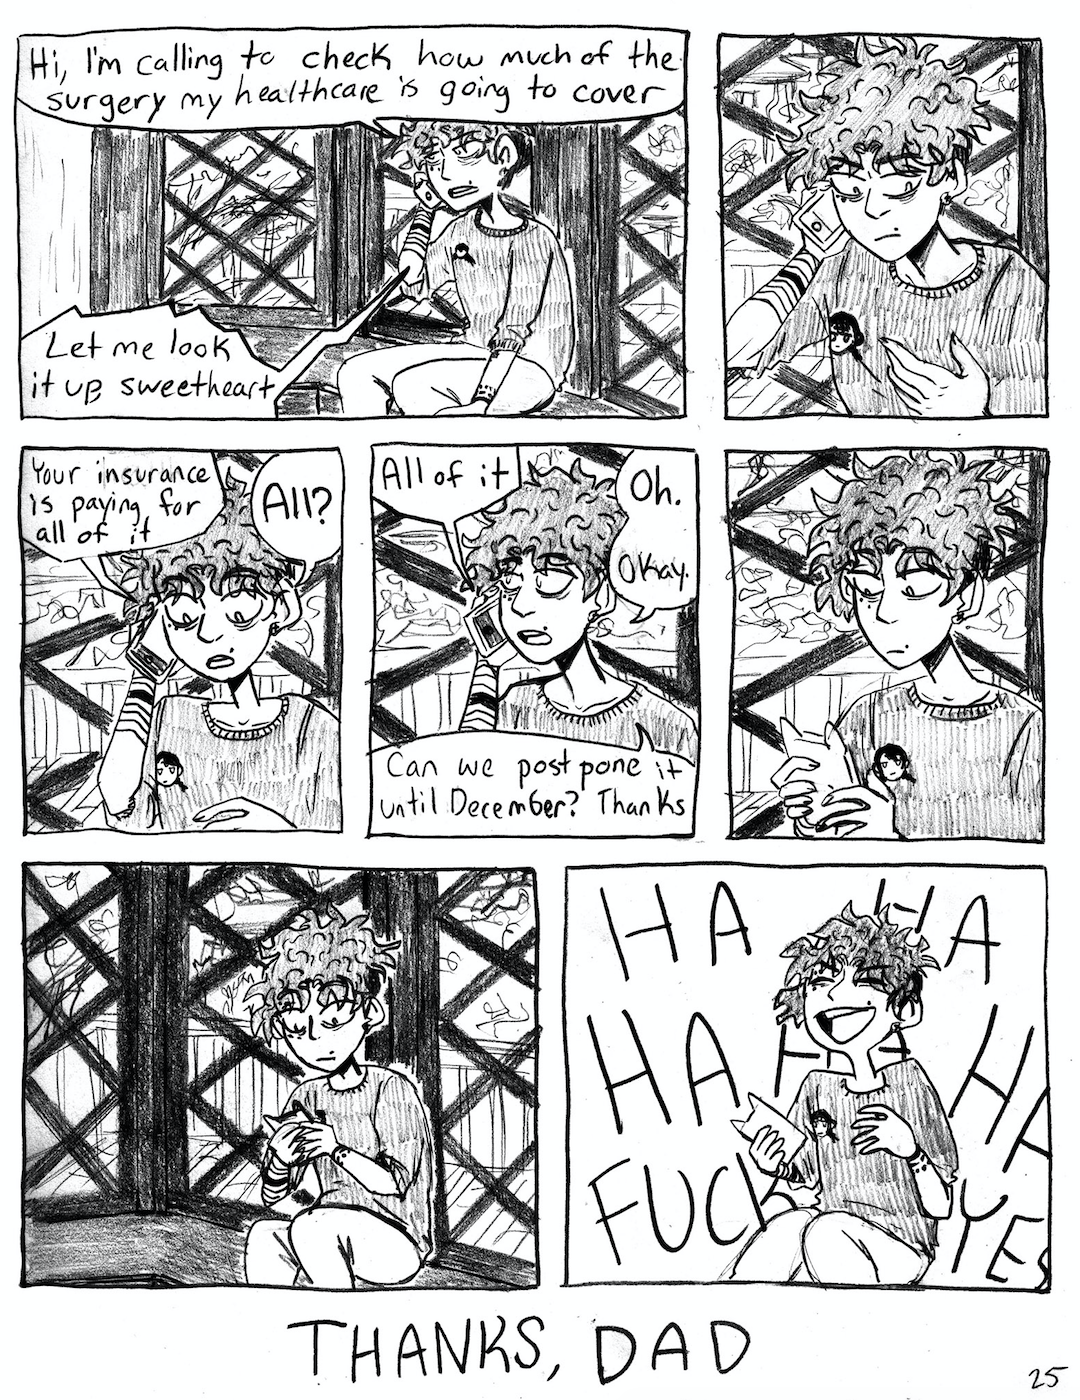 Hi, I'm calling to check how much of the
surgery my healthcare is going to cover
Let me look
it up, sweetheart
Your insurance
is paying for
all of it
All?
All of it
Oh.
Okay.
Can we postpone it
until December? Thanks
HA HA
HA HA HA
FUCK YES
THANKS, DAD
25